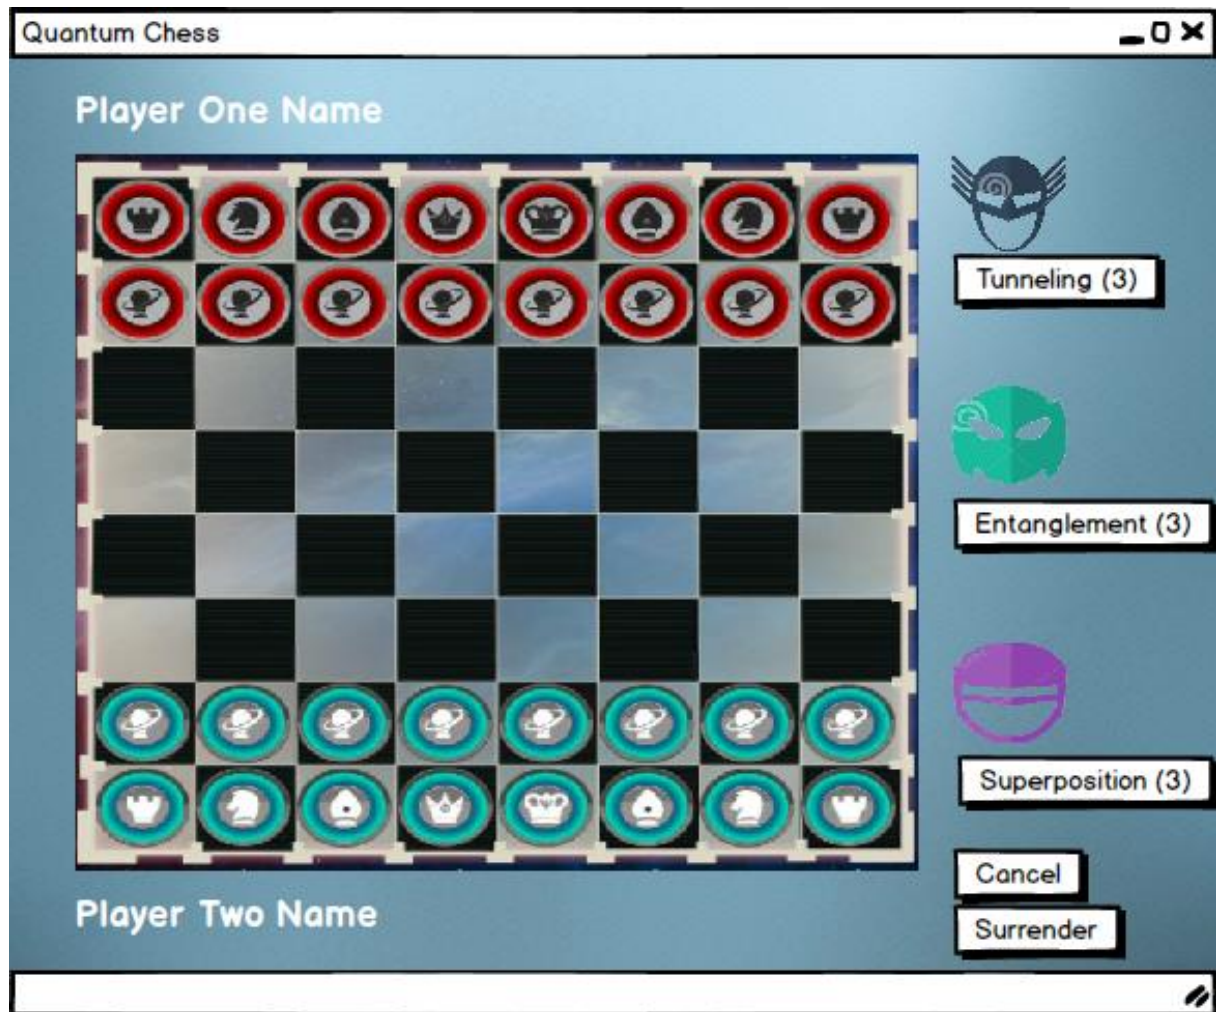 Quantum Chess
Player One Name
Tunneling (3)
Entanglement (3)
Superposition (3)
Cancel
Player Two Name
Surrender